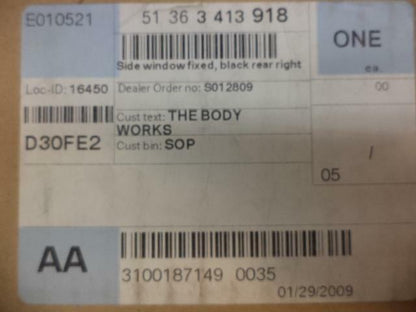 E010521
51 36 3 413 918
ONE
ea.
Side window fixed, black rear right
Loc-ID: 16450
Dealer Order no: S012809
00
Cust text: THE BODY
WORKS
D30FE2
Cust bin: SOP
/
05
AA
3100187149 0035
01/29/2009